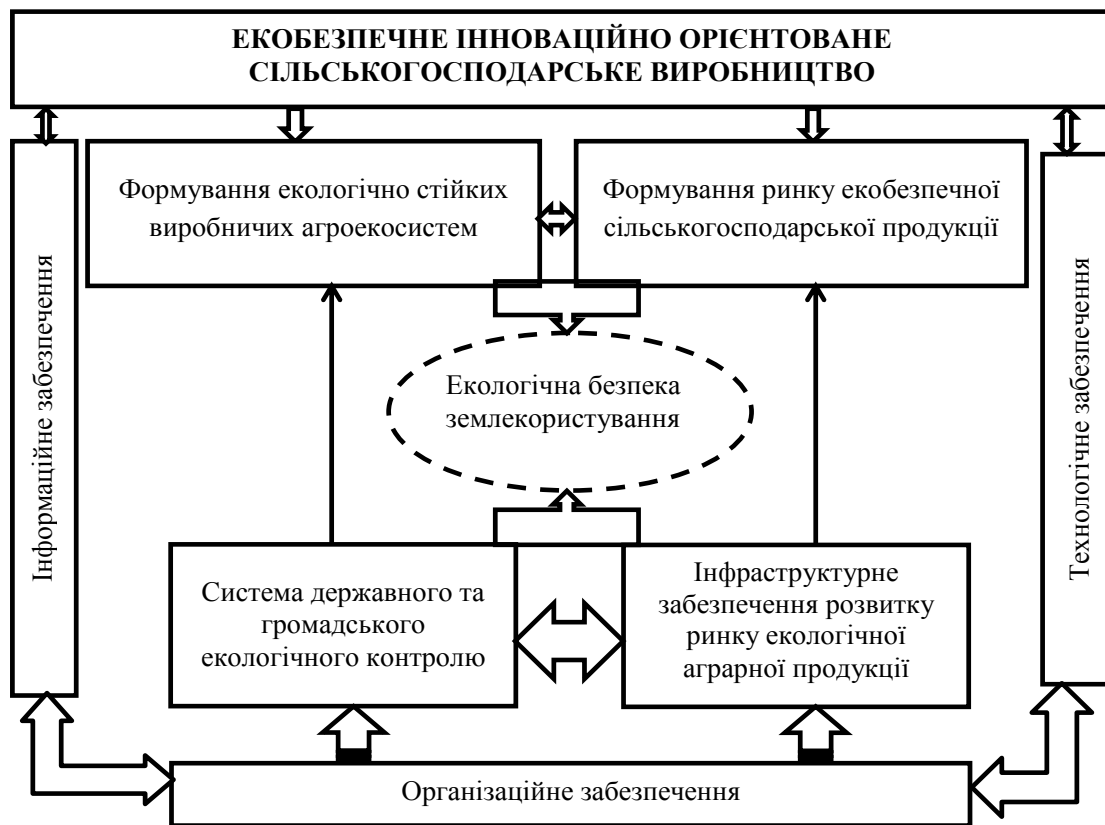 ЕКОБЕЗПЕЧНЕ ІННОВАЦІЙНО ОРІЄНТОВАНЕ
СІЛЬСЬКОГОСПОДАРСЬКЕ ВИРОБНИЦТВО
Інформаційне забезпечення
Формування екологічно стійких
виробничих агроекосистем
Формування ринку екобезпечної
сільськогосподарської продукції
Технологічне забезпечення
Екологічна безпека
землекористування
Система державного та
громадського
екологічного контролю
Інфраструктурне
забезпечення розвитку
ринку екологічної
аграрної продукції
Організаційне забезпечення